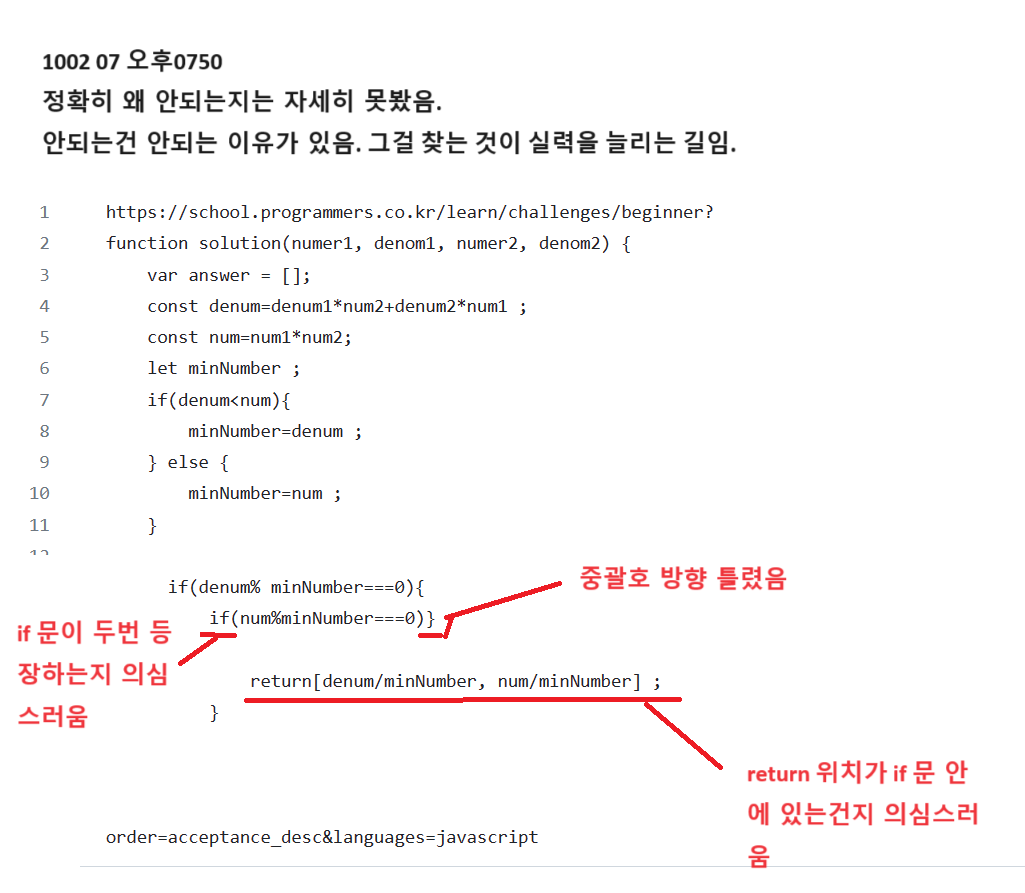 1002 07 오후0750
정확히 왜 안되는지는 자세히 못봤음.
안되는건 안되는 이유가 있음. 그걸 찾는 것이 실력을 늘리는 길임.
1 https://school.programmers.co.kr/learn/challenges/beginner?
2 function solution(numer1, denom1, numer2, denom2) {
3 var answer = [];
4 const denum=denum1*num2+denum2*num1 ;
5 const num=num1*num2;
6 let minNumber ;
7 if(denum<num){
8 minNumber=denum ;
9 } else {
10 minNumber=num ;
11 }
if(denum% minNumber===0){
중괄호 방향 틀렸음
if(num%minNumber===0)}
if 문이 두번 등
장하는지 의심
스러움
return[denum/minNumber, num/minNumber] ;
}
return 위치가 if 문 안
에 있는건지 의심스러
움
order=acceptance_desc&languages=javascript